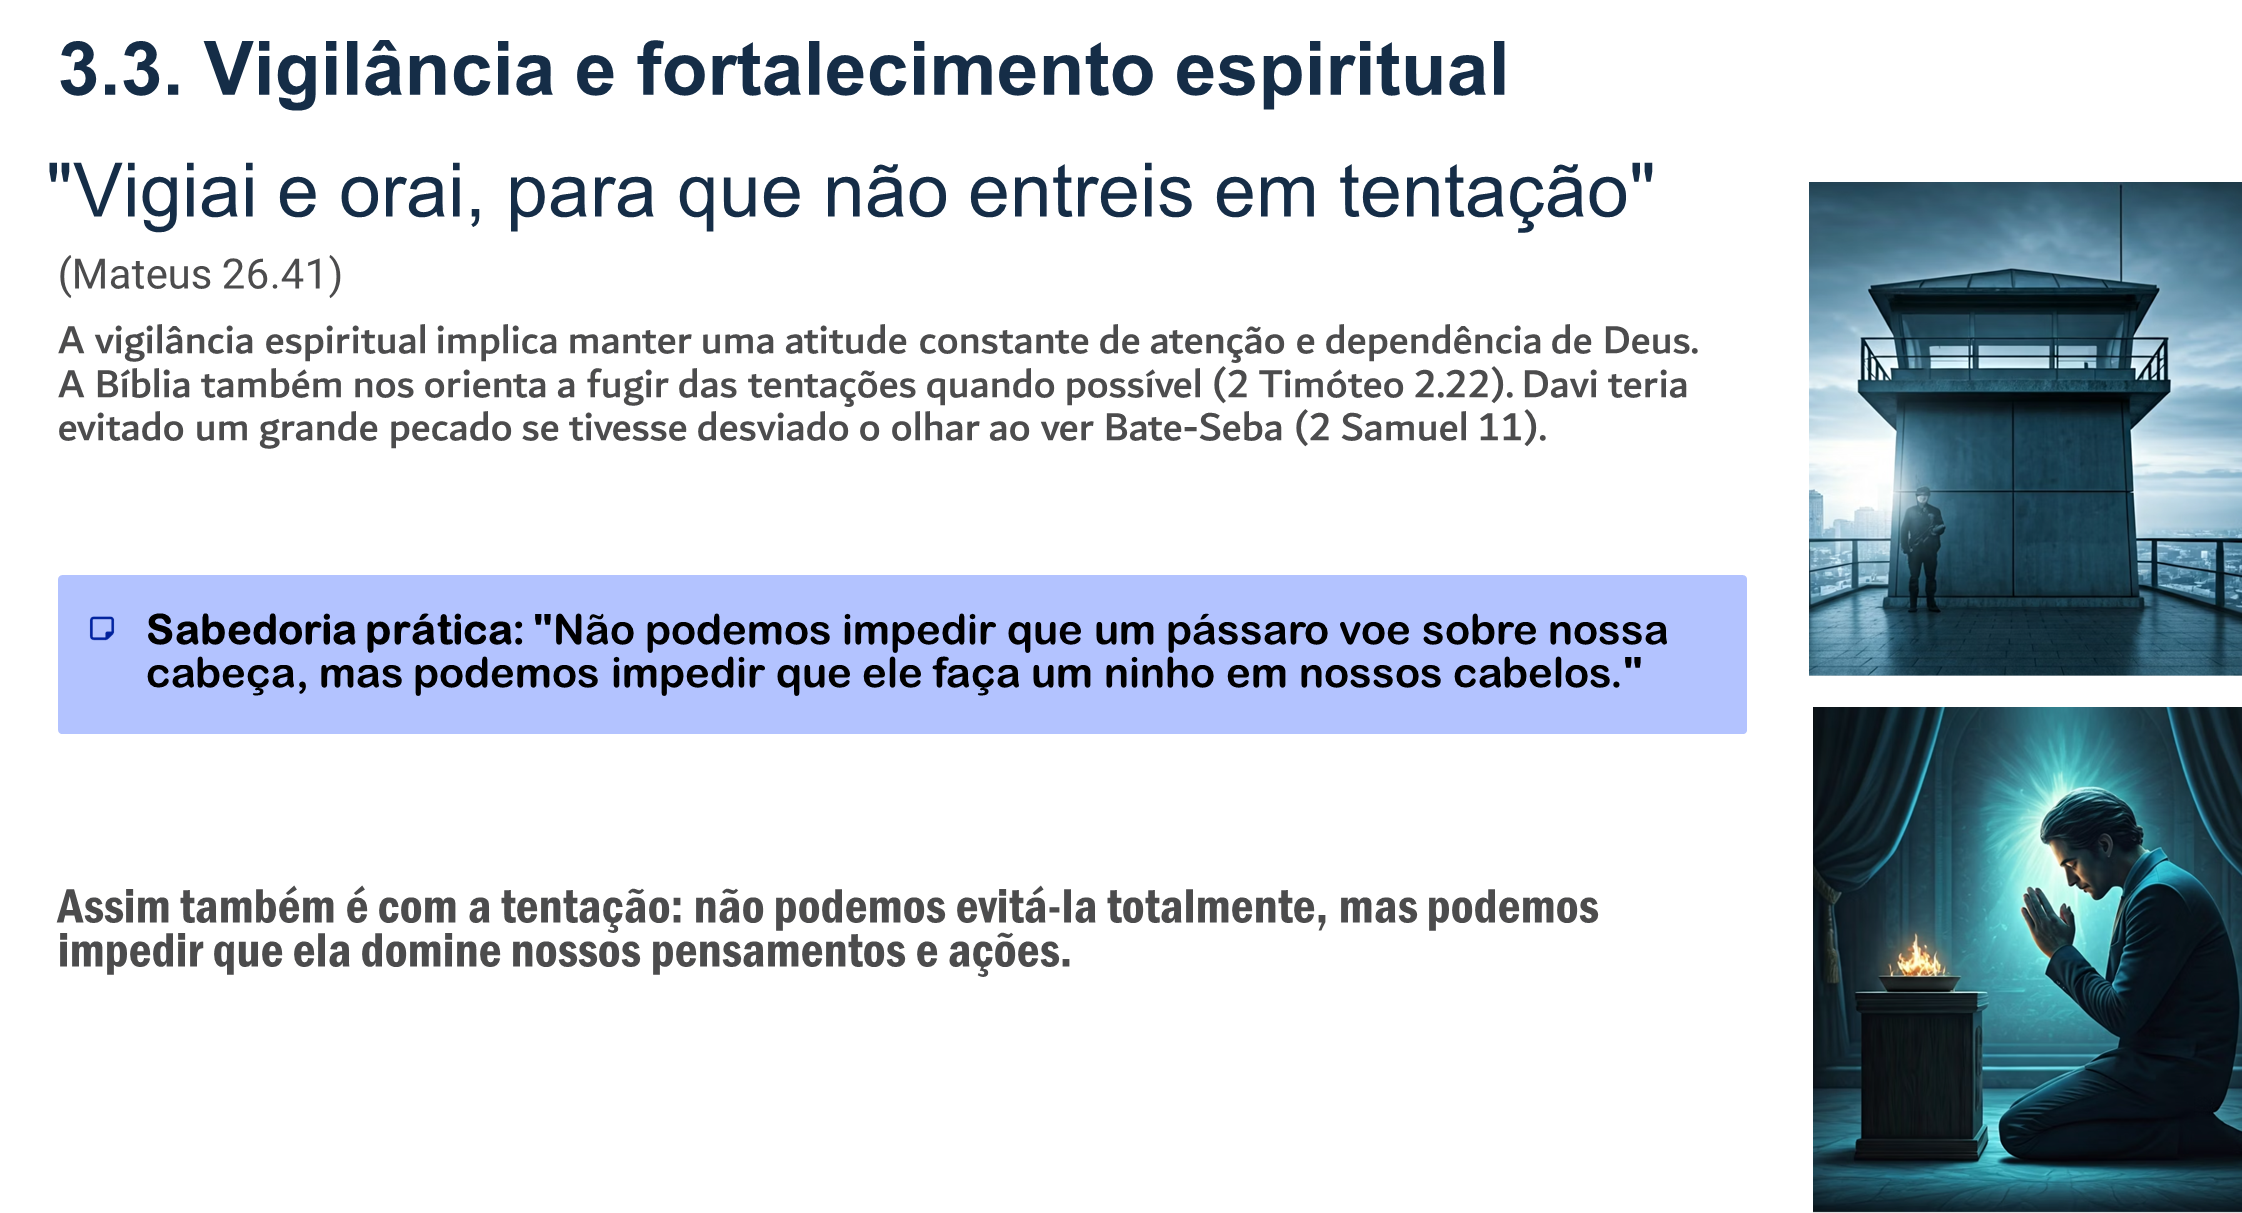 3.3. Vigilância e fortalecimento espiritual
"Vigiai e orai, para que não entreis em tentação"
(Mateus 26.41)
A vigilância espiritual implica manter uma atitude constante de atenção e dependência de Deus.
A Bíblia também nos orienta a fugir das tentações quando possível (2 Timóteo 2.22). Davi teria
evitado um grande pecado se tivesse desviado o olhar ao ver Bate-Seba (2 Samuel 11).
Sabedoria prática: "Não podemos impedir que um pássaro voe sobre nossa
cabeça, mas podemos impedir que ele faça um ninho em nossos cabelos."
Assim também é com a tentação: não podemos evitá-la totalmente, mas podemos
impedir que ela domine nossos pensamentos e ações.